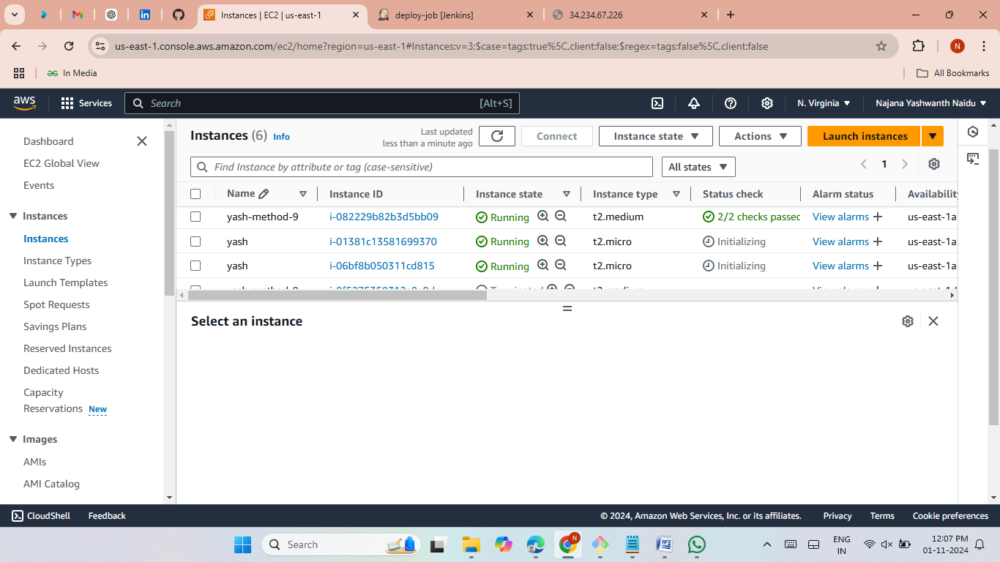 Instances | EC2 | us-east-1
deploy-job [Jenkins]
34.234.67.226
us-east-1.console.aws.amazon.com/ec2/home?region=us-east-1#Instances:v=3;$case=tags:true%5C,client:false;$regex=tags:false%5C,client:false
N
In Media
All Bookmarks
aws
Services
Search
[Alt+S]
N. Virginia
Najana Yashwanth Naidu
Dashboard
EC2 Global View
Events
Instances
Instances
Instance Types
Launch Templates
Spot Requests
Savings Plans
Reserved Instances
Dedicated Hosts
Capacity
Reservations New
Images
AMIs
AMI Catalog
Instances (6) Info
Last updated
less than a minute ago
Connect
Instance state
Actions
Launch instances
Find Instance by attribute or tag (case-sensitive)
All states
1
Name Instance ID Instance state Instance type Status check Alarm status Availability
yash-method-9 i-082229b82b3d5bb09 Running t2.medium 2/2 checks passed View alarms + us-east-1a
yash i-01381c13581699370 Running t2.micro Initializing View alarms + us-east-1a
yash i-06bf8b050311cd815 Running t2.micro Initializing View alarms + us-east-1a
Select an instance
CloudShell
Feedback
© 2024, Amazon Web Services, Inc. or its affiliates.
Privacy
Terms
Cookie preferences
Search
N
ENG
IN
12:07 PM
01-11-2024